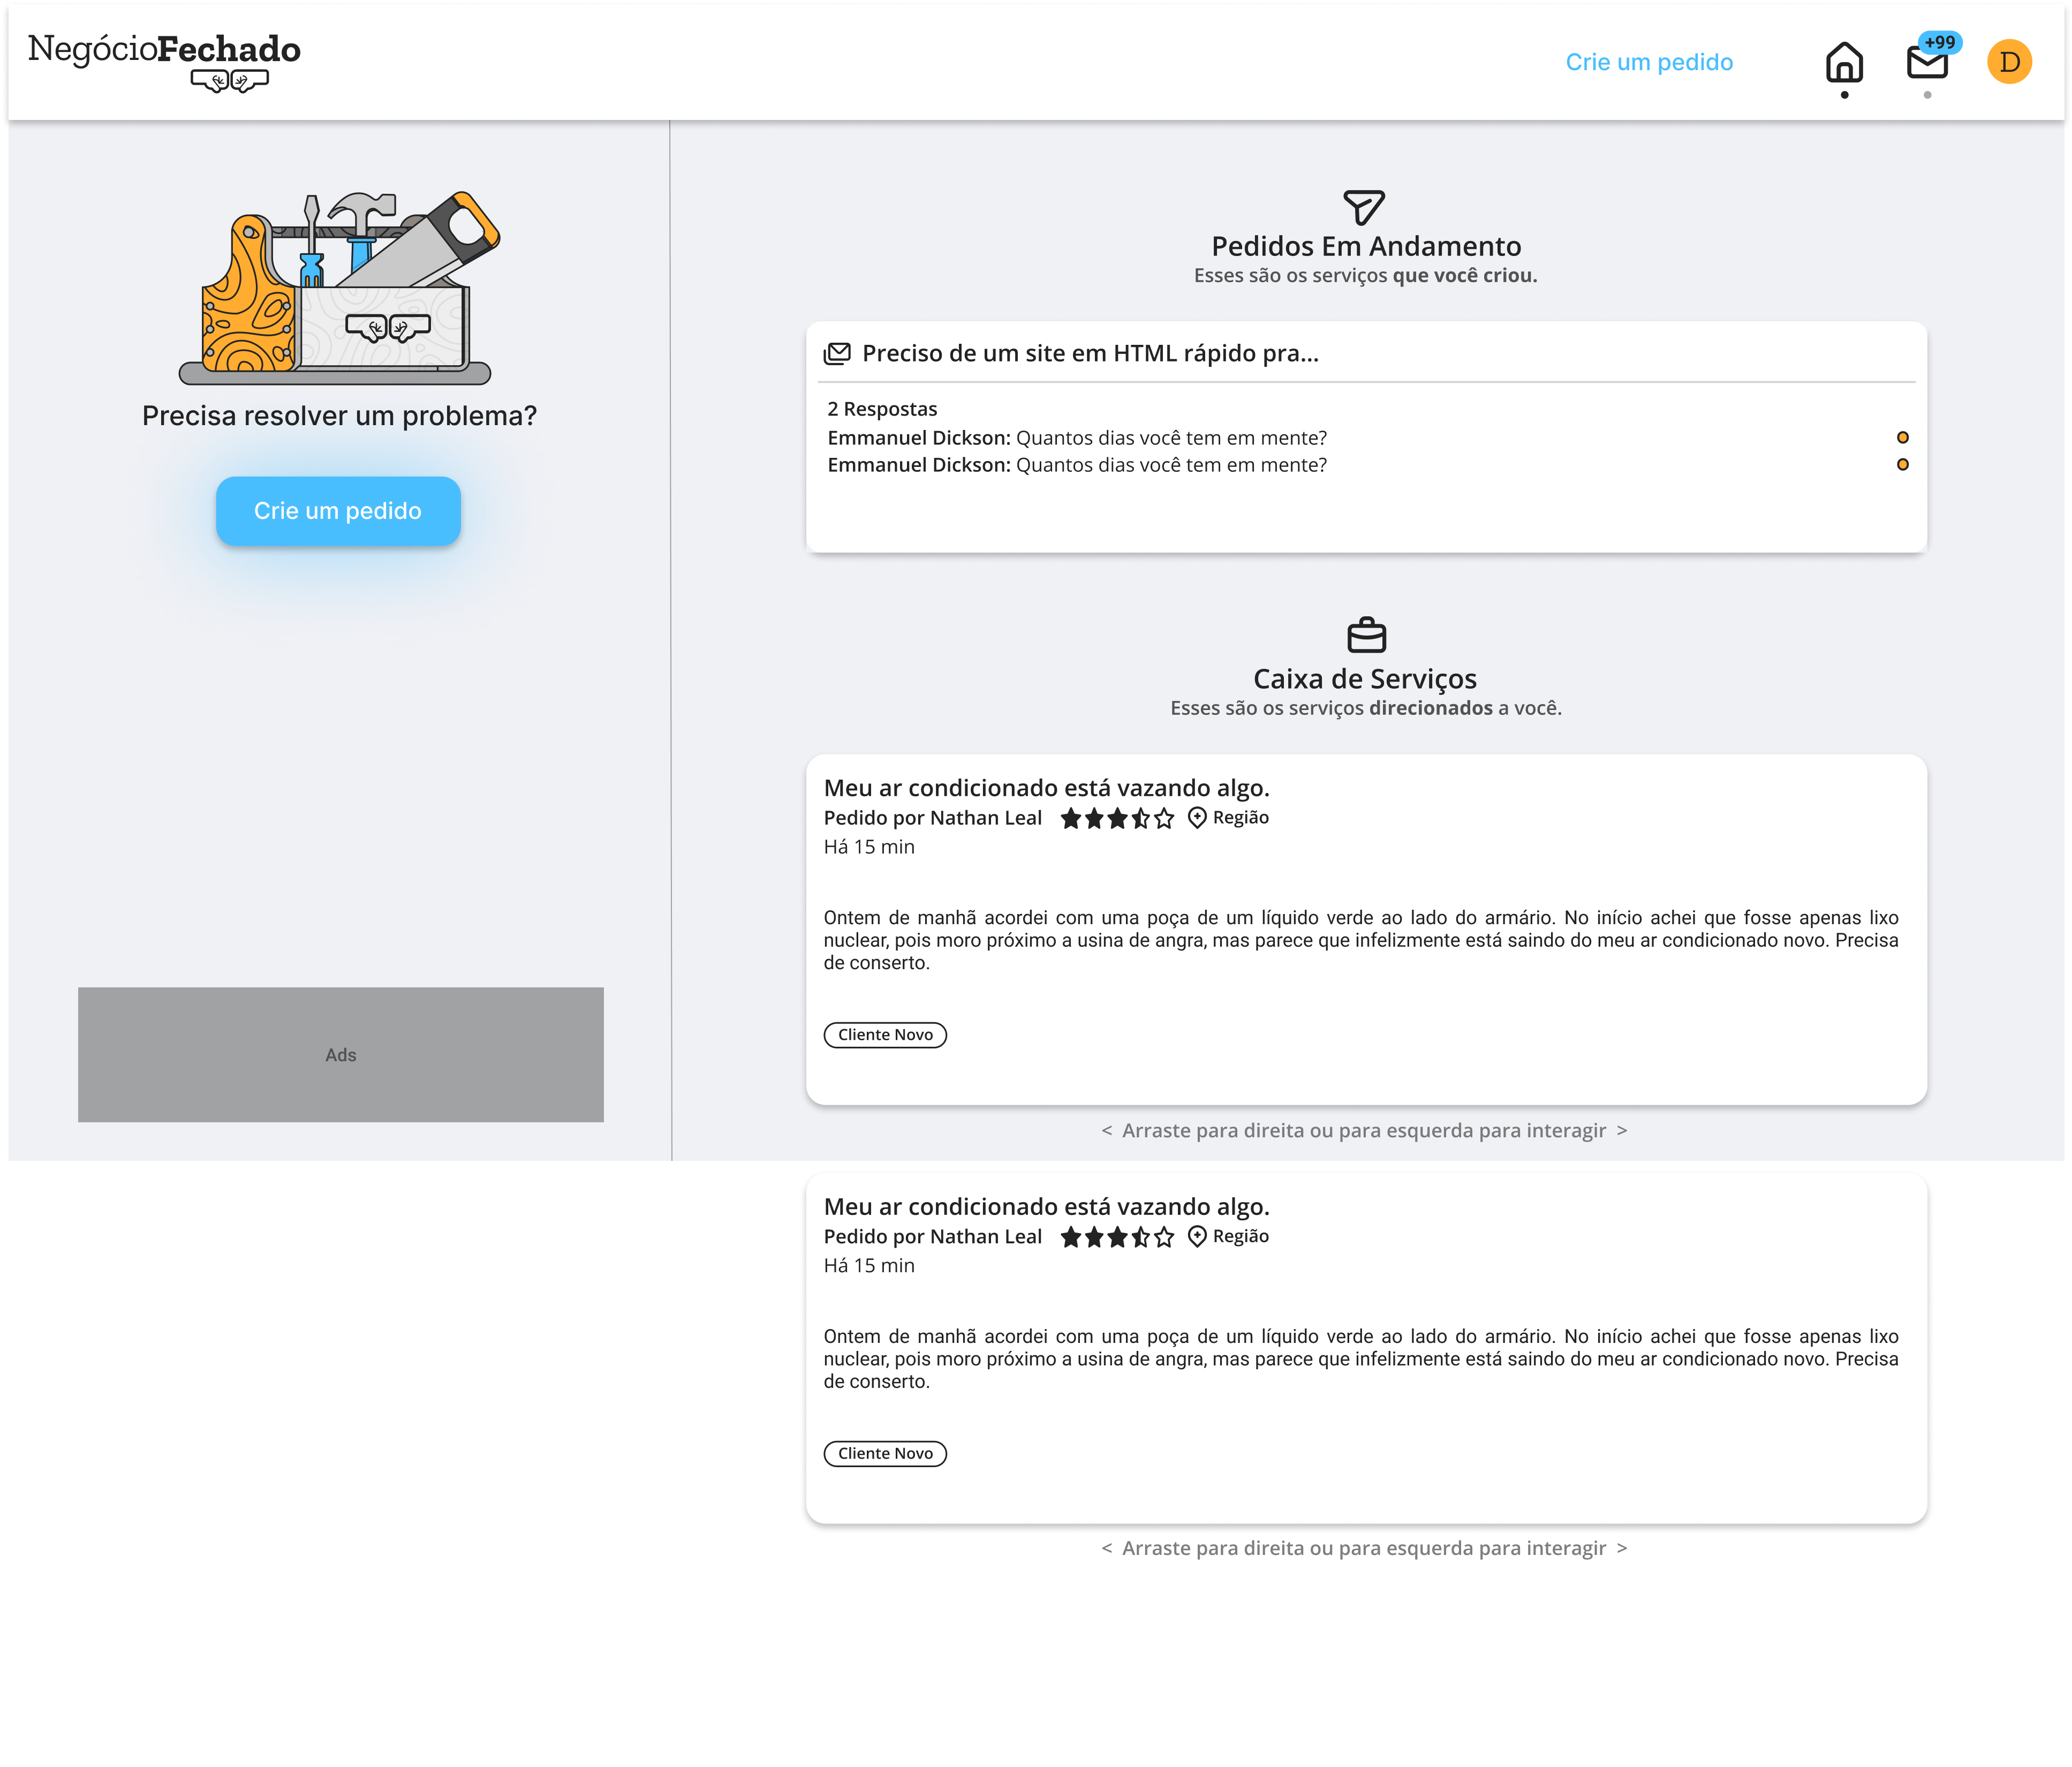 NegócioFechado
Crie um pedido
+99
D
Precisa resolver um problema?
Crie um pedido
Ads
Pedidos Em Andamento
Esses são os serviços que você criou.
Preciso de um site em HTML rápido pra...
2 Respostas
Emmanuel Dickson: Quantos dias você tem em mente?
Emmanuel Dickson: Quantos dias você tem em mente?
Caixa de Serviços
Esses são os serviços direcionados a você.
Meu ar condicionado está vazando algo.
Pedido por Nathan Leal Região
Há 15 min
Ontem de manhã acordei com uma poça de um líquido verde ao lado do armário. No início achei que fosse apenas lixo
nuclear, pois moro próximo a usina de angra, mas parece que infelizmente está saindo do meu ar condicionado novo. Precisa
de conserto.
Cliente Novo
< Arraste para direita ou para esquerda para interagir >
Meu ar condicionado está vazando algo.
Pedido por Nathan Leal Região
Há 15 min
Ontem de manhã acordei com uma poça de um líquido verde ao lado do armário. No início achei que fosse apenas lixo
nuclear, pois moro próximo a usina de angra, mas parece que infelizmente está saindo do meu ar condicionado novo. Precisa
de conserto.
Cliente Novo
< Arraste para direita ou para esquerda para interagir >